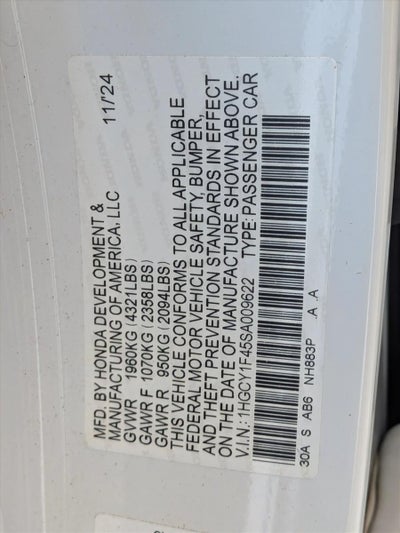 MFD. BY HONDA DEVELOPMENT &
MANUFACTURING OF AMERICA, LLC 11/'24
GVWR 1960KG (4321LBS)
GAWR F 1070KG (2358LBS)
GAWR R 950KG (2094LBS)
THIS VEHICLE CONFORMS TO ALL APPLICABLE
FEDERAL MOTOR VEHICLE SAFETY, BUMPER,
AND THEFT PREVENTION STANDARDS IN EFFECT
ON THE DATE OF MANUFACTURE SHOWN ABOVE.
V.I.N: 1HGCY1F45SA009622 TYPE: PASSENGER CAR
30A S AB6 NH883P .A .A